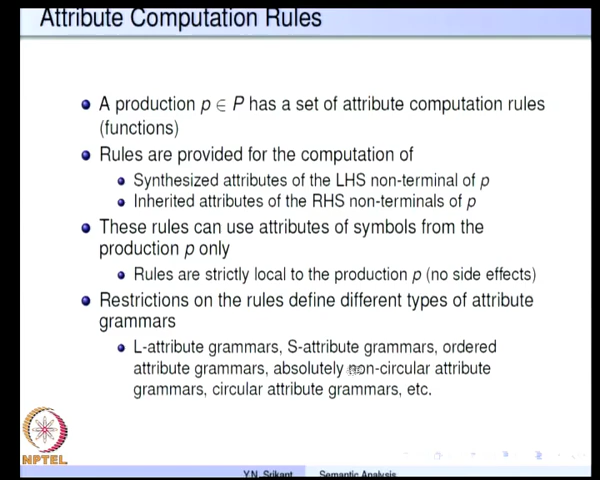 Attribute Computation Rules
A production p ∈ P has a set of attribute computation rules
(functions)
Rules are provided for the computation of
Synthesized attributes of the LHS non-terminal of p
Inherited attributes of the RHS non-terminals of p
These rules can use attributes of symbols from the
production p only
Rules are strictly local to the production p (no side effects)
Restrictions on the rules define different types of attribute
grammars
L-attribute grammars, S-attribute grammars, ordered
attribute grammars, absolutely non-circular attribute
grammars, circular attribute grammars, etc.
NPTEL
Y.N. Srikant Semantic Analysis